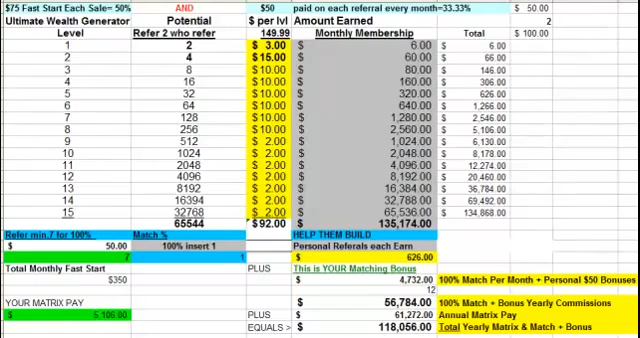 $75 Fast Start Each Sale= 50% AND $50 paid on each referral every month=33.33% $ 50.00
Ultimate Wealth Generator Potential $ per lvl Amount Earned 2
Level Refer 2 who refer 149.99 Monthly Membership Total $ 100.00
1 2 $ 3.00 $ 6.00 $ 6.00
2 4 $15.00 $ 60.00 $ 66.00
3 8 $10.00 $ 80.00 $ 146.00
4 16 $10.00 $ 160.00 $ 306.00
5 32 $10.00 $ 320.00 $ 626.00
6 64 $10.00 $ 640.00 $ 1,266.00
7 128 $10.00 $ 1,280.00 $ 2,546.00
8 256 $10.00 $ 2,560.00 $ 5,106.00
9 512 $ 2.00 $ 1,024.00 $ 6,130.00
10 1024 $ 2.00 $ 2,048.00 $ 8,178.00
11 2048 $ 2.00 $ 4,096.00 $ 12,274.00
12 4096 $ 2.00 $ 8,192.00 $ 20,460.00
13 8192 $ 2.00 $ 16,384.00 $ 36,784.00
14 16394 $ 2.00 $ 32,788.00 $ 69,492.00
15 32768 $ 2.00 $ 65,536.00 $ 134,868.00
65544 $92.00 $ 135,174.00
Refer min.7 for 100% Match % HELP THEM BUILD
$ 50.00 100% insert 1 Personal Referals each Earn
7 1 $ 626.00
Total Monthly Fast Start PLUS This is YOUR Matching Bonus
$350 $ 4,732.00 100% Match Per Month + Personal $50 Bonuses
12
YOUR MATRIX PAY $ 56,784.00 100% Match + Bonus Yearly Commissions
$ 5,106.00 PLUS $ 61,272.00 Annual Matrix Pay
EQUALS > $ 118,056.00 Total Yearly Matrix & Match + Bonus